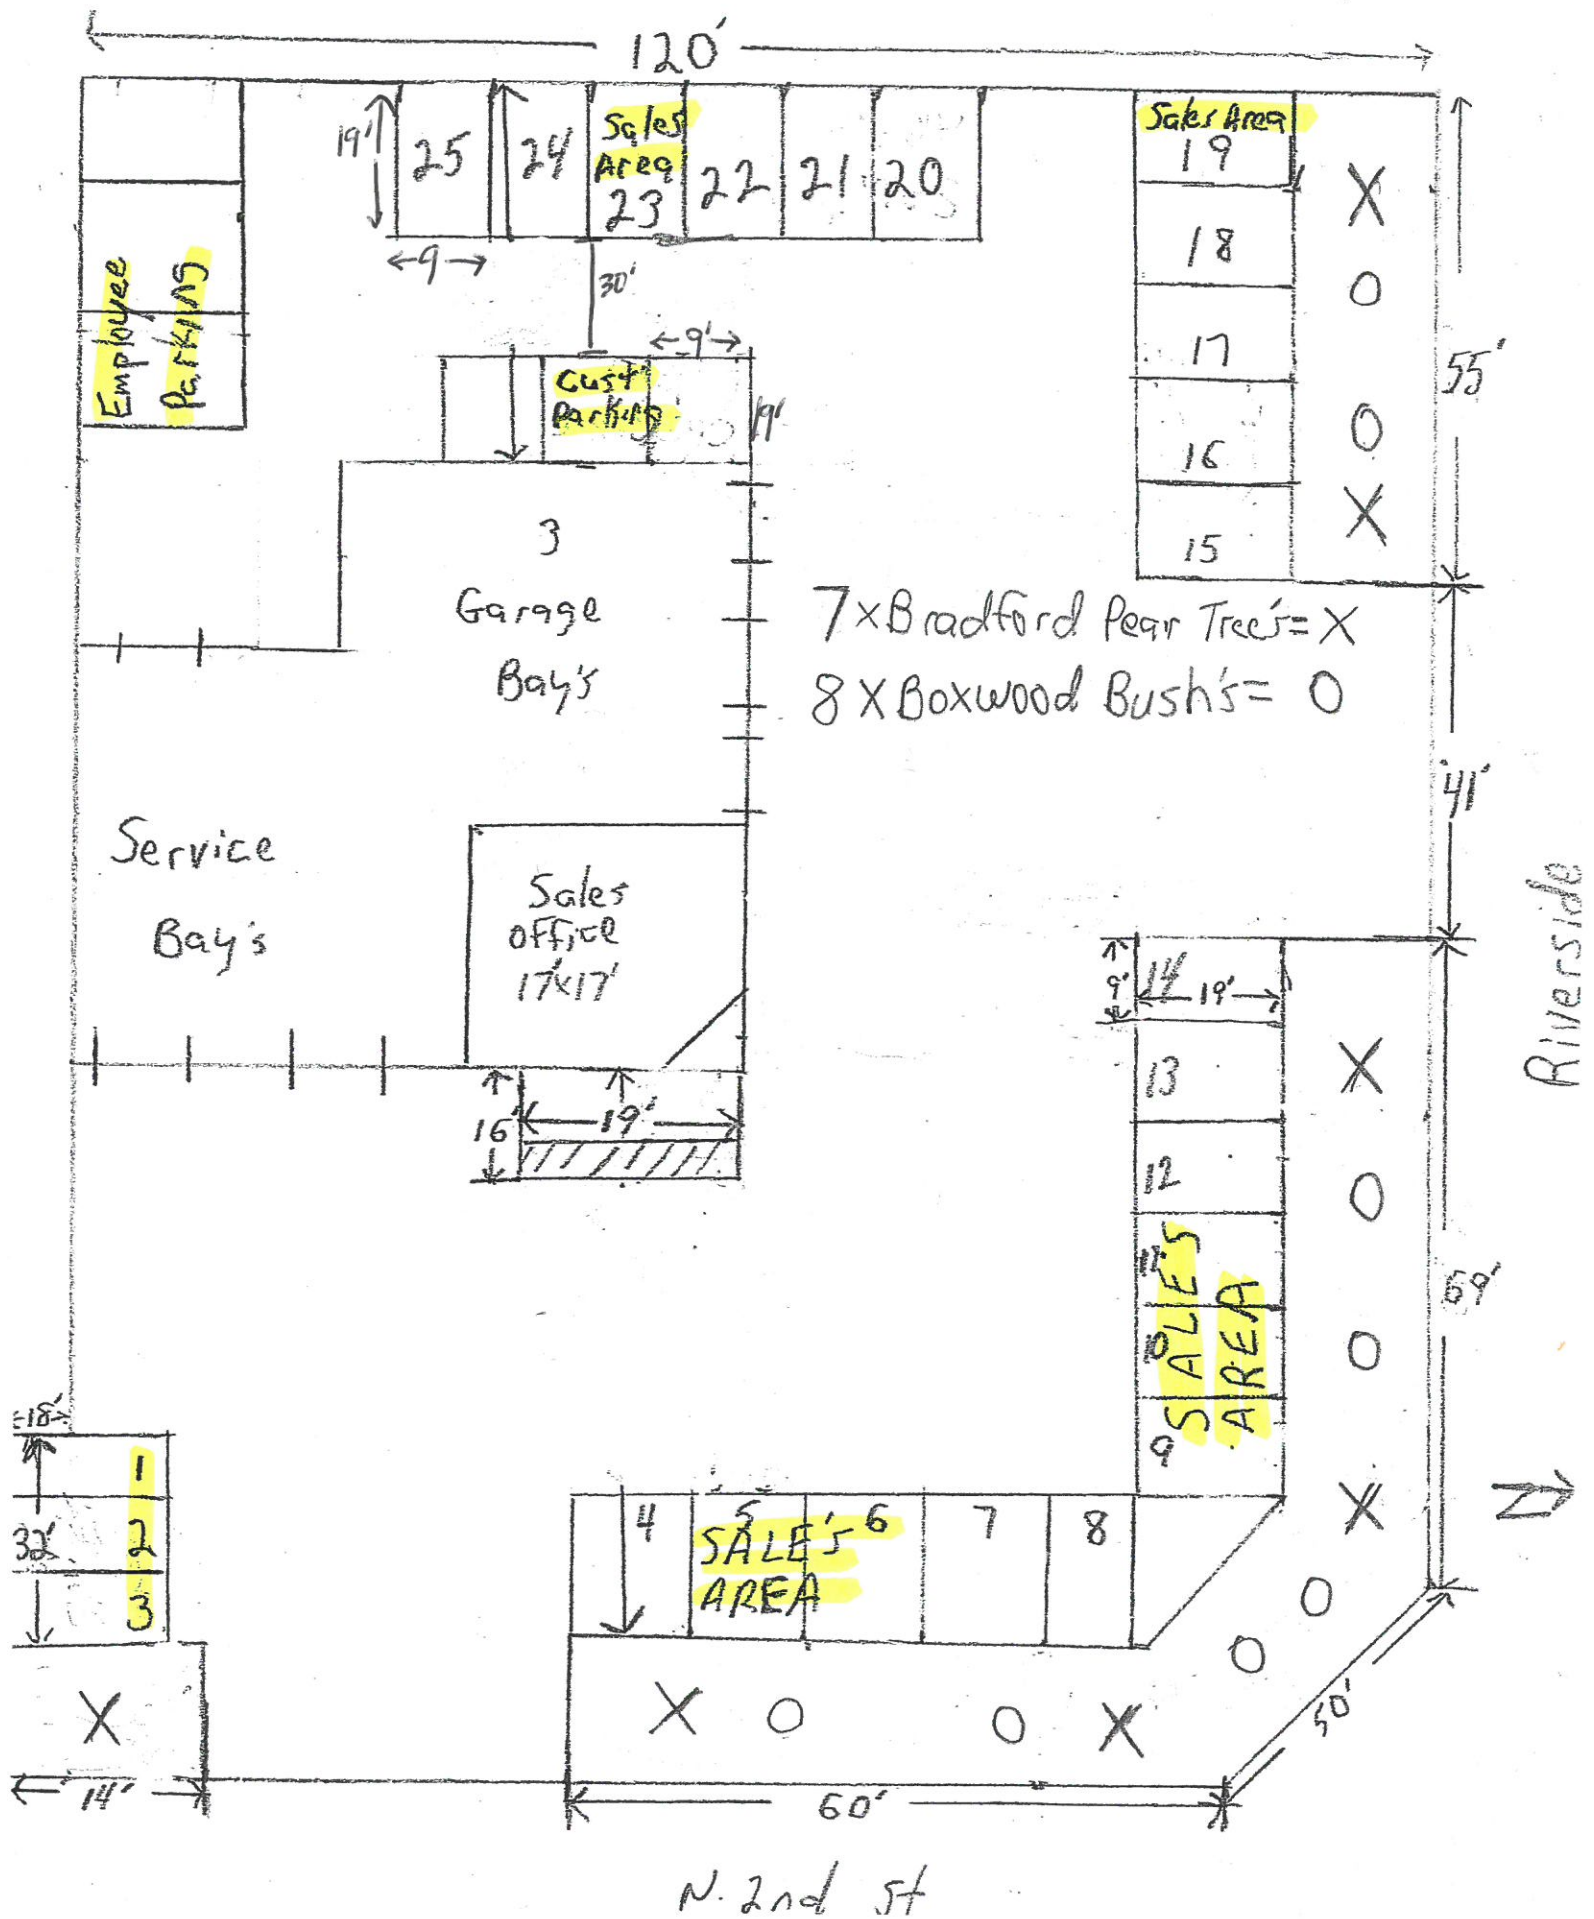 120'
19'
25
24
Sales
Area
23
22
21
20
Sales Area
19
18
17
16
15
←9→
30'
9'
Employee
Parking
Cust
Parking
19'
55'
3
Garage
Bay's
7 x Bradford Pear Tree's = X
8 X Boxwood Bush's = O
X
O
O
X
41'
Service
Bay's
Sales
office
17'x17'
Riverside
14
9'
19'
13
12
11
10
9
SALE'S
AREA
16'
19'
X
O
O
X
O
O
69'
N
18'
32'
1
2
3
4
5
6
7
8
SALE's
AREA
X
X
O
O
X
50'
14'
60'
N. 2nd st